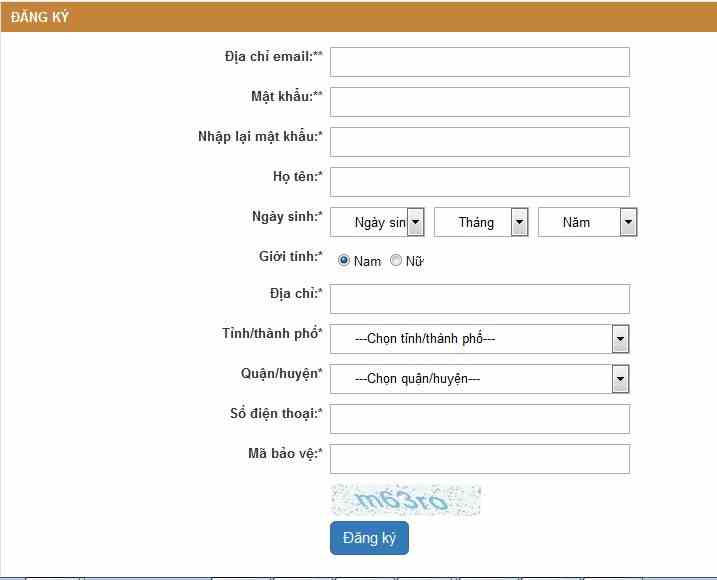 ĐĂNG KÝ
Địa chỉ email:**
Mật khẩu:**
Nhập lại mật khẩu:*
Họ tên:*
Ngày sinh:* Ngày sin Tháng Năm
Giới tính:* Nam Nữ
Địa chỉ:*
Tỉnh/thành phố* ---Chọn tỉnh/thành phố---
Quận/huyện* ---Chọn quận/huyện---
Số điện thoại:*
Mã bảo vệ:*
m63ro
Đăng ký